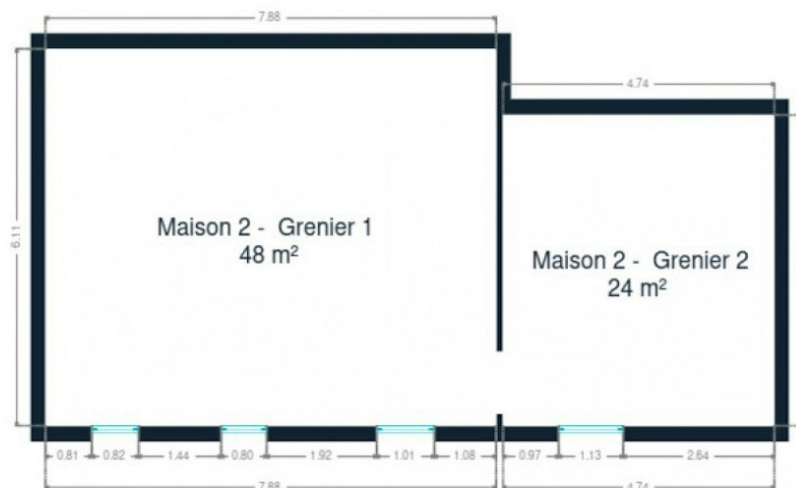 7.88
4.74
6.11
Maison 2 - Grenier 1
48 m²
Maison 2 - Grenier 2
24 m²
0.81 0.82 1.44 0.80 1.92 1.01 1.08 0.97 1.13 2.64
7.88 4.74